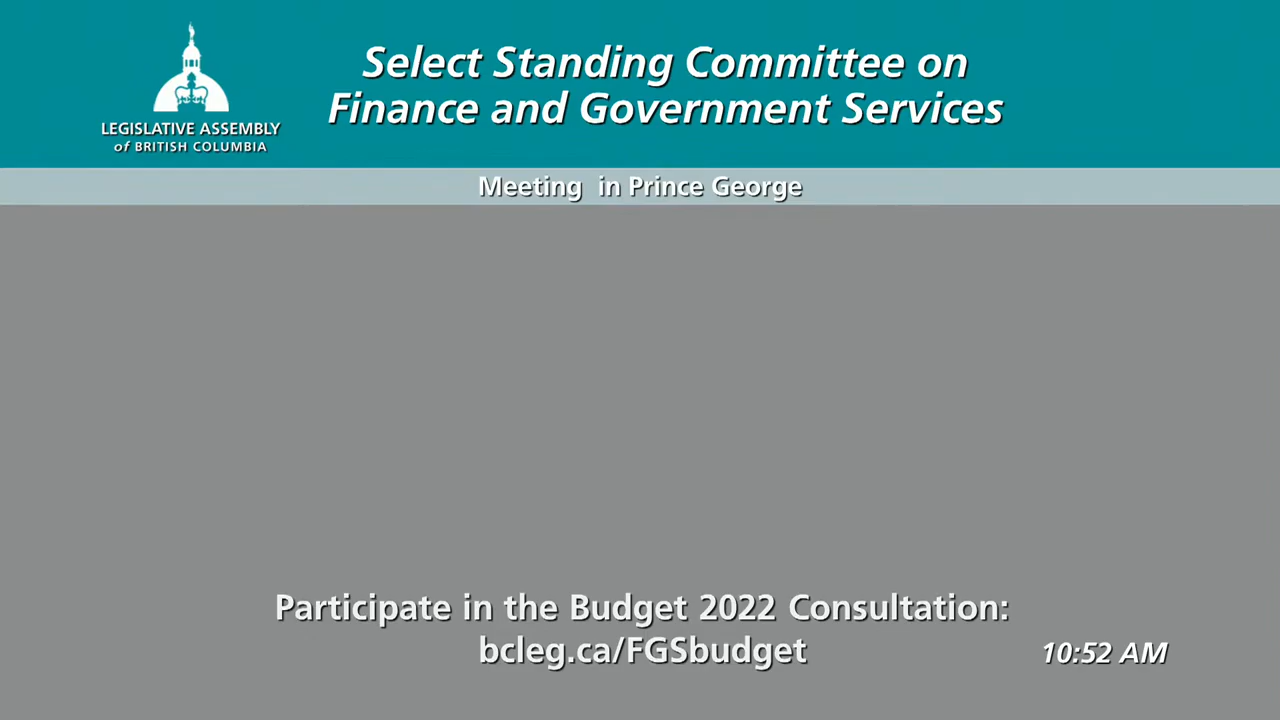 LEGISLATIVE ASSEMBLY
of BRITISH COLUMBIA
Select Standing Committee on
Finance and Government Services
Meeting in Prince George
Participate in the Budget 2022 Consultation:
bcleg.ca/FGSbudget
10:52 AM